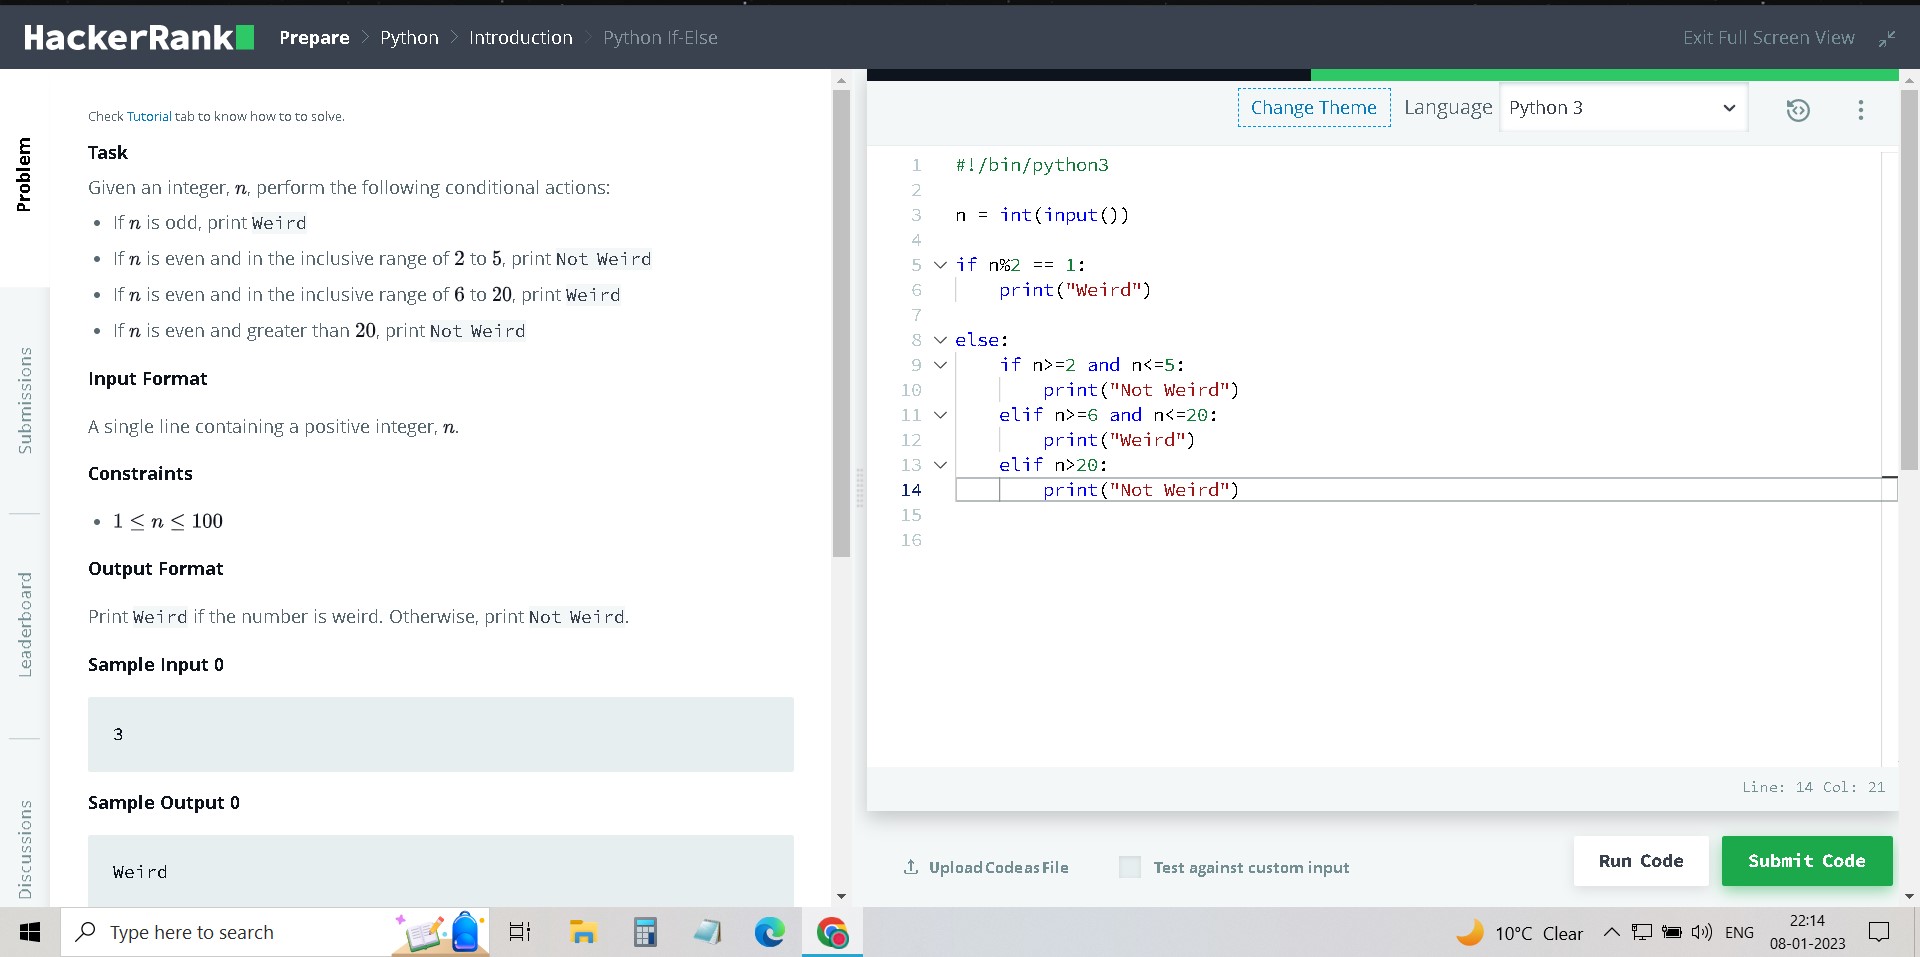 HackerRank
Prepare > Python > Introduction > Python If-Else
Exit Full Screen View
Problem
Submissions
Leaderboard
Discussions
Check Tutorial tab to know how to to solve.
Task
Given an integer, n, perform the following conditional actions:
• If n is odd, print Weird
• If n is even and in the inclusive range of 2 to 5, print Not Weird
• If n is even and in the inclusive range of 6 to 20, print Weird
• If n is even and greater than 20, print Not Weird
Input Format
A single line containing a positive integer, n.
Constraints
• 1 ≤ n ≤ 100
Output Format
Print Weird if the number is weird. Otherwise, print Not Weird.
Sample Input 0
3
Sample Output 0
Weird
Change Theme Language Python 3
1 #!/bin/python3
2
3 n = int(input())
4
5 if n%2 == 1:
6     print("Weird")
7
8 else:
9     if n>=2 and n<=5:
10         print("Not Weird")
11     elif n>=6 and n<=20:
12         print("Weird")
13     elif n>20:
14         print("Not Weird")
15
16
Line: 14 Col: 21
Upload Code as File
Test against custom input
Run Code
Submit Code
Type here to search
10°C Clear
ENG
22:14
08-01-2023